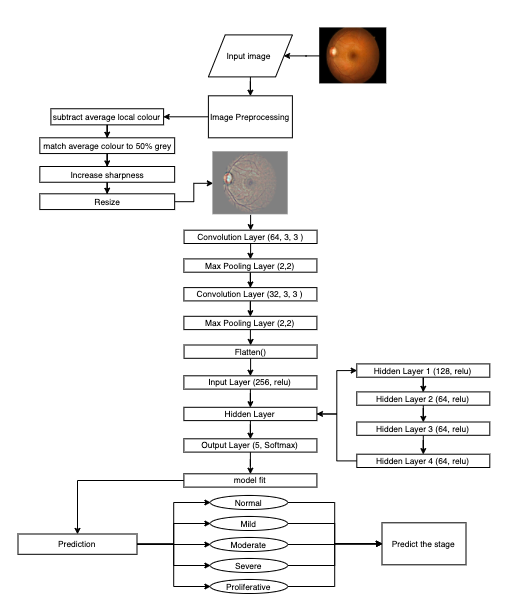 Input image
Image Preprocessing
subtract average local colour
match average colour to 50% grey
Increase sharpness
Resize
Convolution Layer (64, 3, 3 )
Max Pooling Layer (2,2)
Convolution Layer (32, 3, 3 )
Max Pooling Layer (2,2)
Flatten()
Input Layer (256, relu)
Hidden Layer
Hidden Layer 1 (128, relu)
Hidden Layer 2 (64, relu)
Hidden Layer 3 (64, relu)
Hidden Layer 4 (64, relu)
Output Layer (5, Softmax)
model fit
Prediction
Normal
Mild
Moderate
Severe
Proliferative
Predict the stage